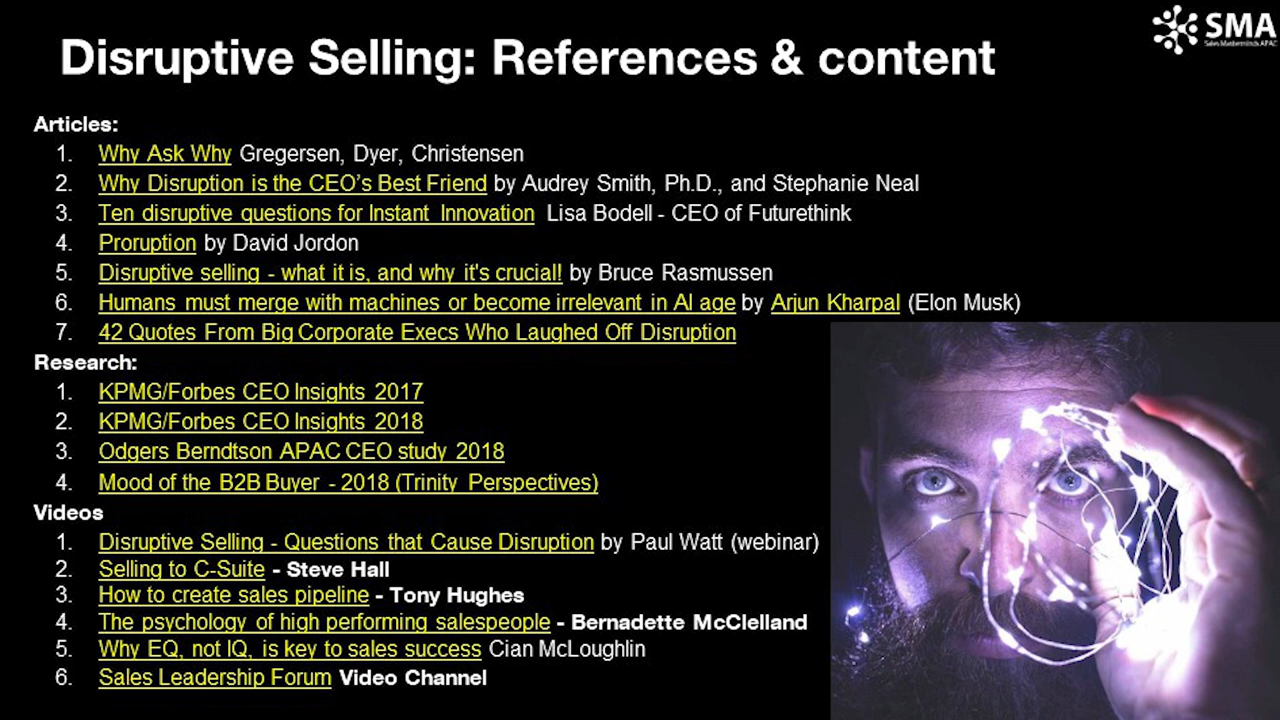 SMA
Sales Masterminds APAC
Disruptive Selling: References & content
Articles:
1. Why Ask Why Gregersen, Dyer, Christensen
2. Why Disruption is the CEO’s Best Friend by Audrey Smith, Ph.D., and Stephanie Neal
3. Ten disruptive questions for Instant Innovation Lisa Bodell - CEO of Futurethink
4. Proruption by David Jordon
5. Disruptive selling - what it is, and why it's crucial! by Bruce Rasmussen
6. Humans must merge with machines or become irrelevant in AI age by Arjun Kharpal (Elon Musk)
7. 42 Quotes From Big Corporate Execs Who Laughed Off Disruption
Research:
1. KPMG/Forbes CEO Insights 2017
2. KPMG/Forbes CEO Insights 2018
3. Odgers Berndtson APAC CEO study 2018
4. Mood of the B2B Buyer - 2018 (Trinity Perspectives)
Videos
1. Disruptive Selling - Questions that Cause Disruption by Paul Watt (webinar)
2. Selling to C-Suite - Steve Hall
3. How to create sales pipeline - Tony Hughes
4. The psychology of high performing salespeople - Bernadette McClelland
5. Why EQ, not IQ, is key to sales success Cian McLoughlin
6. Sales Leadership Forum Video Channel